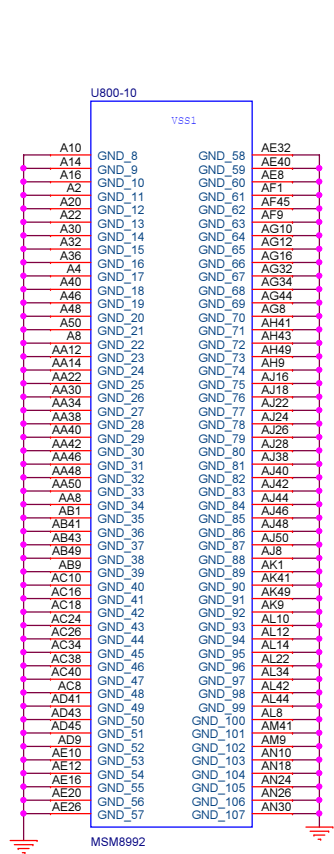 U800-10
VSS1
A10 GND_8 GND_58 AE32
A14 GND_9 GND_59 AE40
A16 GND_10 GND_60 AE8
A2 GND_11 GND_61 AF1
A20 GND_12 GND_62 AF45
A22 GND_13 GND_63 AF9
A30 GND_14 GND_64 AG10
A32 GND_15 GND_65 AG12
A36 GND_16 GND_66 AG16
A4 GND_17 GND_67 AG32
A40 GND_18 GND_68 AG34
A46 GND_19 GND_69 AG44
A48 GND_20 GND_70 AG8
A50 GND_21 GND_71 AH41
A8 GND_22 GND_72 AH43
AA12 GND_23 GND_73 AH49
AA14 GND_24 GND_74 AH9
AA22 GND_25 GND_75 AJ16
AA30 GND_26 GND_76 AJ18
AA34 GND_27 GND_77 AJ22
AA38 GND_28 GND_78 AJ24
AA40 GND_29 GND_79 AJ26
AA42 GND_30 GND_80 AJ28
AA46 GND_31 GND_81 AJ38
AA48 GND_32 GND_82 AJ40
AA50 GND_33 GND_83 AJ42
AA8 GND_34 GND_84 AJ44
AB1 GND_35 GND_85 AJ46
AB41 GND_36 GND_86 AJ48
AB43 GND_37 GND_87 AJ50
AB49 GND_38 GND_88 AJ8
AB9 GND_39 GND_89 AK1
AC10 GND_40 GND_90 AK41
AC16 GND_41 GND_91 AK49
AC18 GND_42 GND_92 AK9
AC24 GND_43 GND_93 AL10
AC26 GND_44 GND_94 AL12
AC34 GND_45 GND_95 AL14
AC38 GND_46 GND_96 AL22
AC40 GND_47 GND_97 AL34
AC8 GND_48 GND_98 AL42
AD41 GND_49 GND_99 AL44
AD43 GND_50 GND_100 AL8
AD45 GND_51 GND_101 AM41
AD9 GND_52 GND_102 AM9
AE10 GND_53 GND_103 AN10
AE12 GND_54 GND_104 AN18
AE16 GND_55 GND_105 AN24
AE20 GND_56 GND_106 AN26
AE26 GND_57 GND_107 AN30
MSM8992